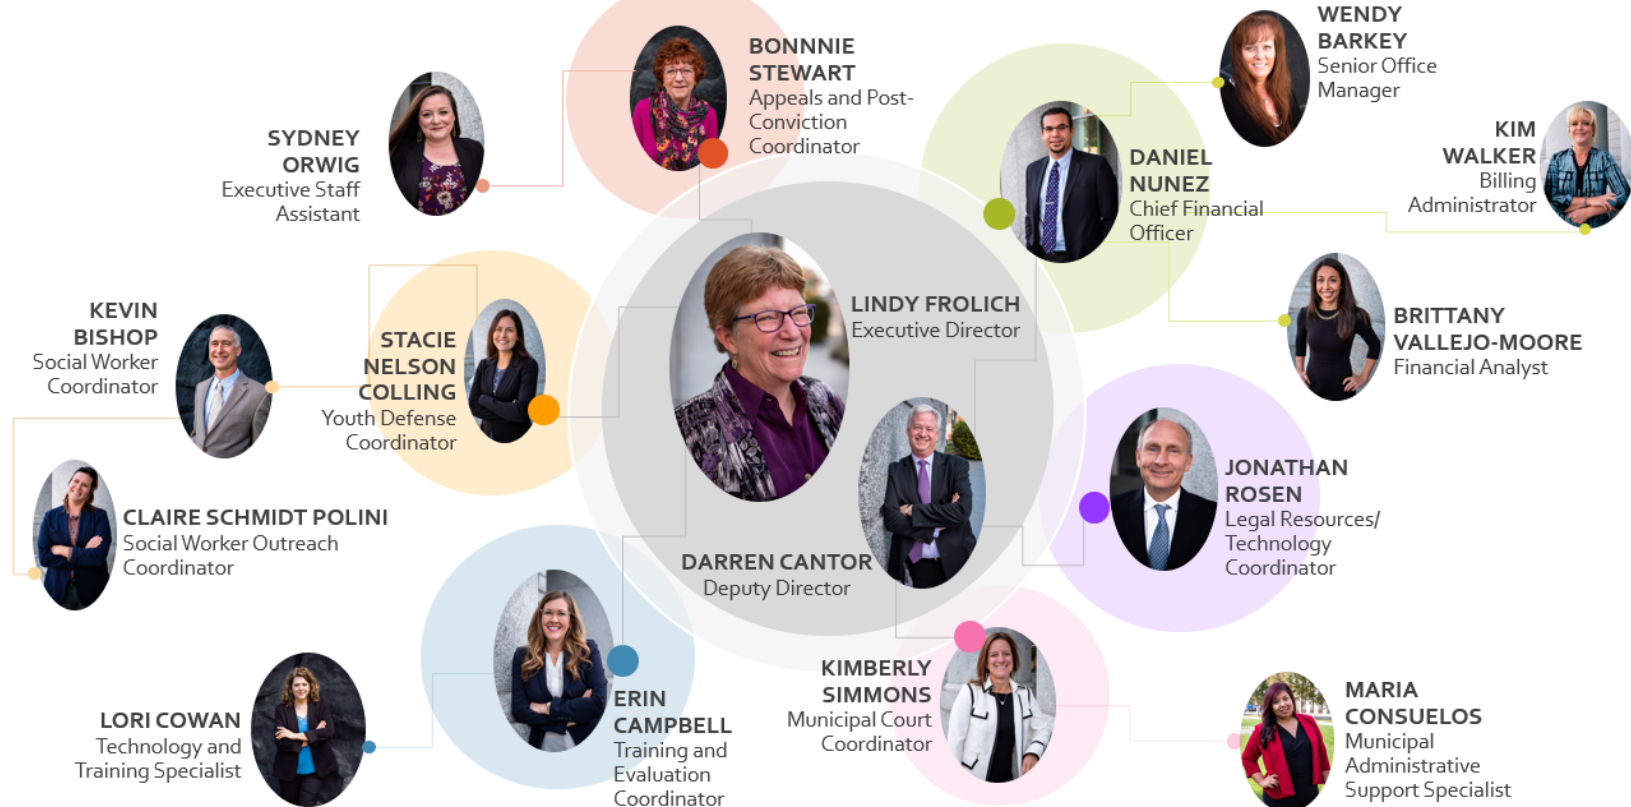 WENDY
BARKEY
Senior Office
Manager
BONNNIE
STEWART
Appeals and Post-
Conviction
Coordinator
SYDNEY
ORWIG
Executive Staff
Assistant
DANIEL
NUNEZ
Chief Financial
Officer
KIM
WALKER
Billing
Administrator
KEVIN
BISHOP
Social Worker
Coordinator
STACIE
NELSON
COLLING
Youth Defense
Coordinator
LINDY FROLICH
Executive Director
BRITTANY
VALLEJO-MOORE
Financial Analyst
JONATHAN
ROSEN
Legal Resources/
Technology
Coordinator
CLAIRE SCHMIDT POLINI
Social Worker Outreach
Coordinator
DARREN CANTOR
Deputy Director
LORI COWAN
Technology and
Training Specialist
ERIN
CAMPBELL
Training and
Evaluation
Coordinator
KIMBERLY
SIMMONS
Municipal Court
Coordinator
MARIA
CONSUELOS
Municipal
Administrative
Support Specialist